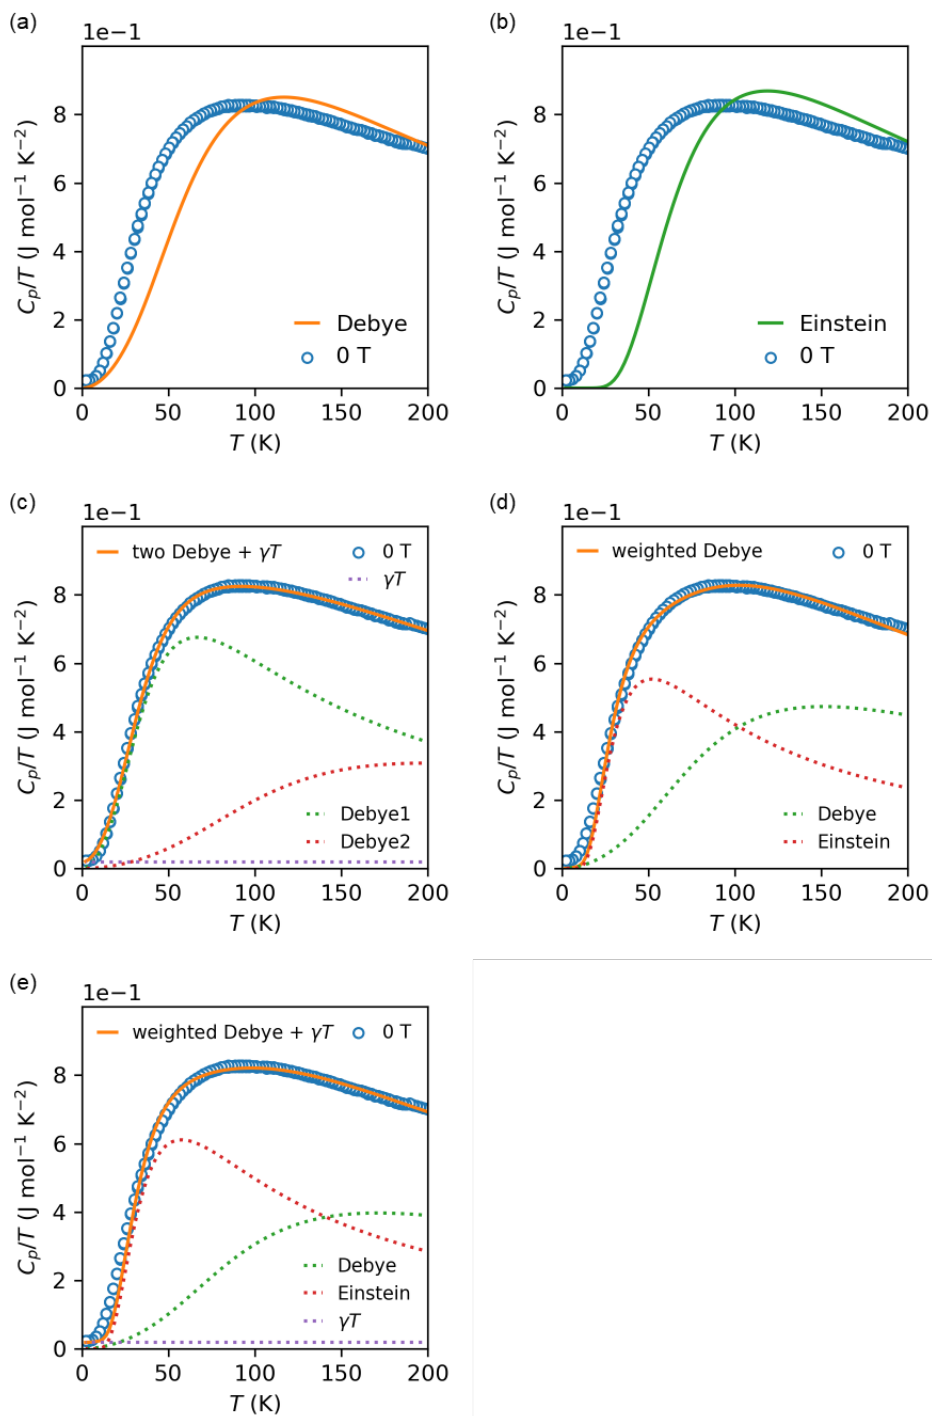 (a)
1e−1
Cp/T (J mol⁻¹ K⁻²)
8
6
4
2
0
Debye
0 T
0 50 100 150 200
T (K)
(b)
1e−1
Cp/T (J mol⁻¹ K⁻²)
8
6
4
2
0
Einstein
0 T
0 50 100 150 200
T (K)
(c)
1e−1
two Debye + γT 0 T
γT
Cp/T (J mol⁻¹ K⁻²)
8
6
4
2
0
Debye1
Debye2
0 50 100 150 200
T (K)
(d)
1e−1
weighted Debye 0 T
Cp/T (J mol⁻¹ K⁻²)
8
6
4
2
0
Debye
Einstein
0 50 100 150 200
T (K)
(e)
1e−1
weighted Debye + γT 0 T
Cp/T (J mol⁻¹ K⁻²)
8
6
4
2
0
Debye
Einstein
γT
0 50 100 150 200
T (K)